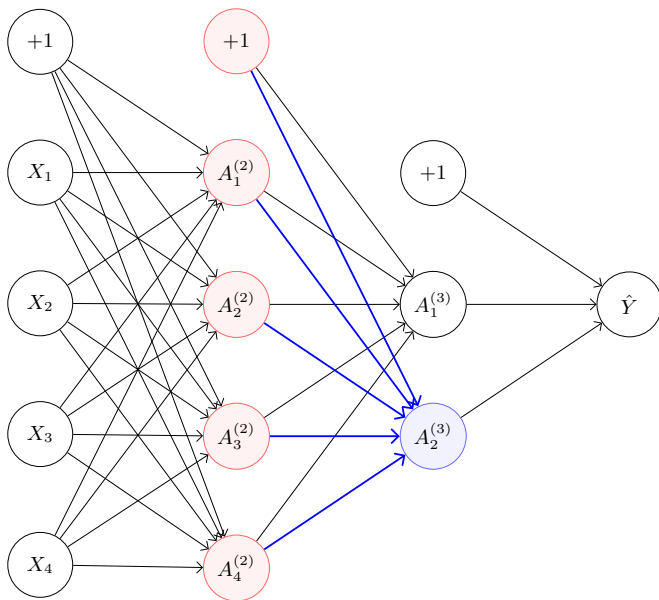 +1
+1
X₁
A₁⁽²⁾
+1
X₂
A₂⁽²⁾
A₁⁽³⁾
Ŷ
X₃
A₃⁽²⁾
A₂⁽³⁾
X₄
A₄⁽²⁾